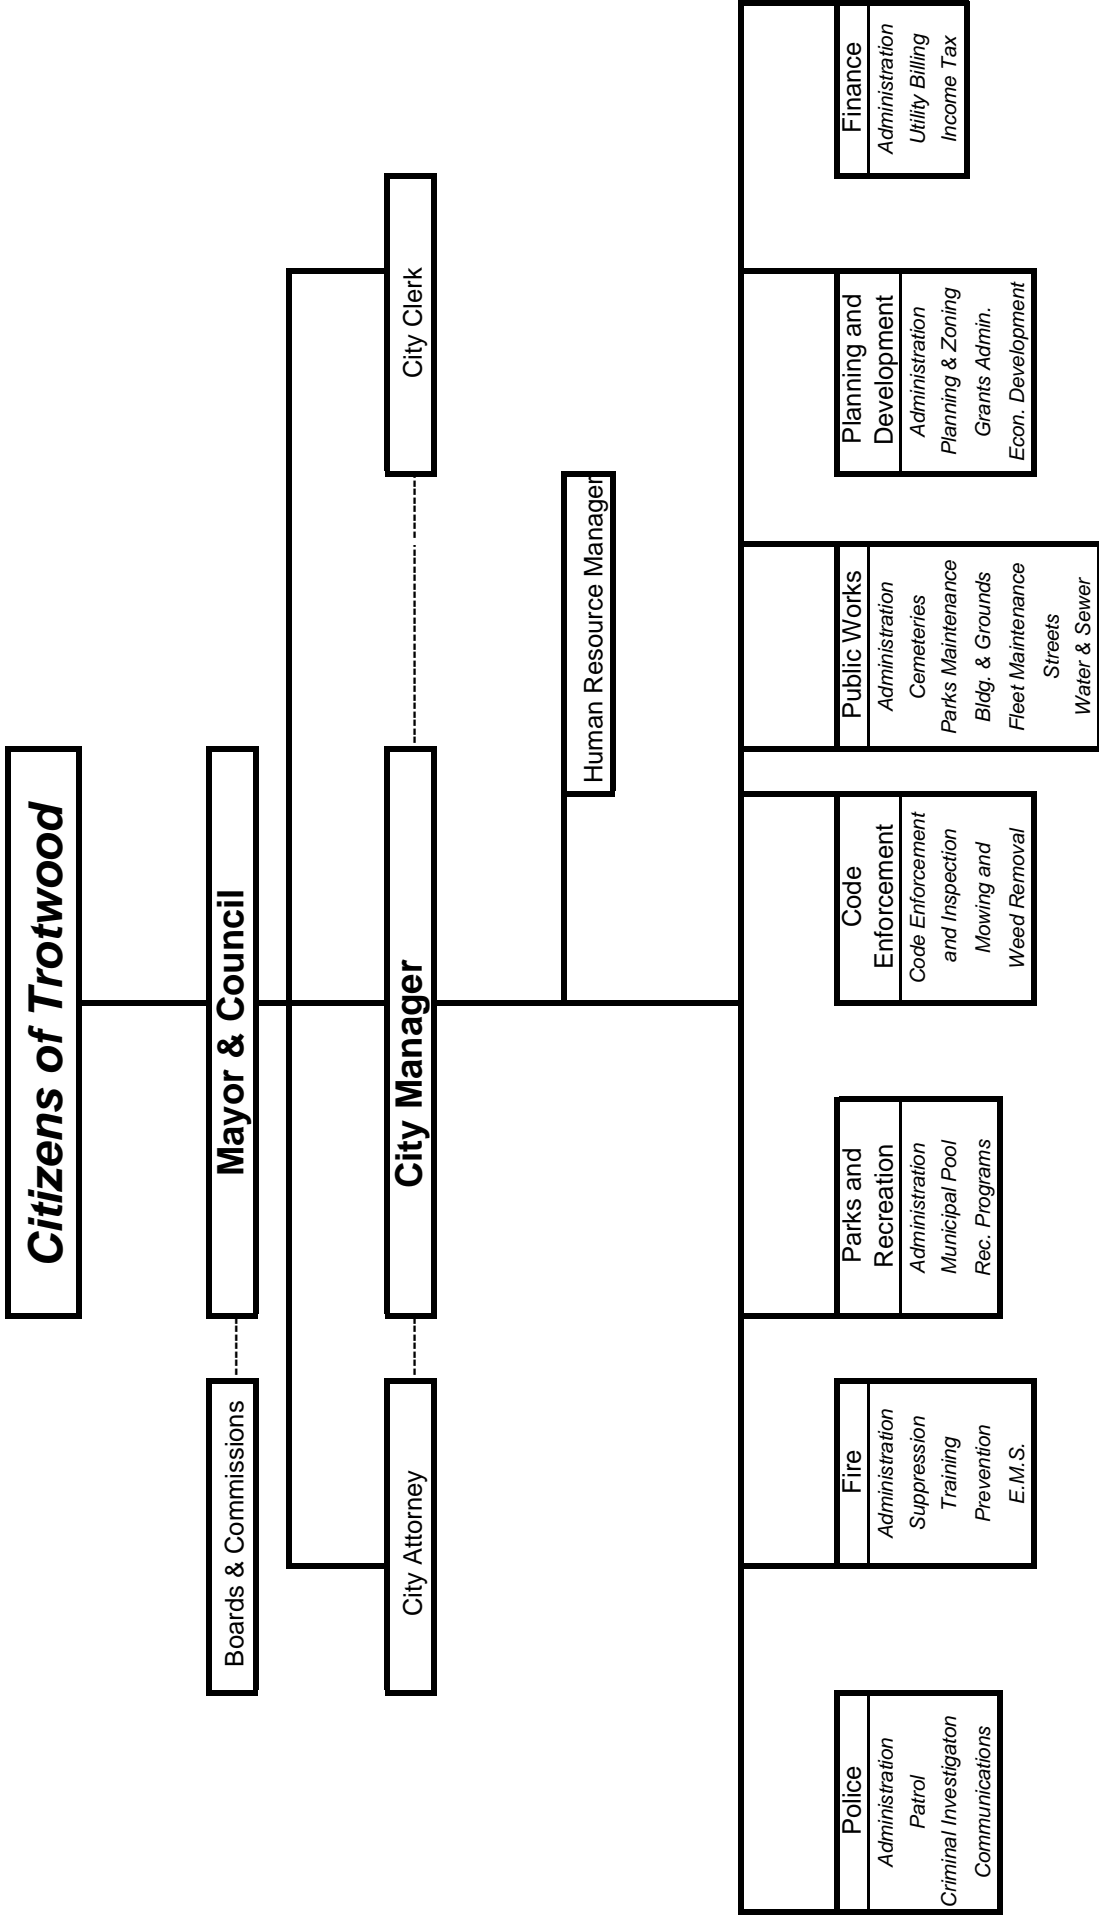 Citizens of Trotwood
Boards & Commissions
Mayor & Council
City Attorney
City Manager
City Clerk
Human Resource Manager
Police
Administration
Patrol
Criminal Investigaton
Communications
Fire
Administration
Suppression
Training
Prevention
E.M.S.
Parks and
Recreation
Administration
Municipal Pool
Rec. Programs
Code
Enforcement
Code Enforcement
and Inspection
Mowing and
Weed Removal
Public Works
Administration
Cemeteries
Parks Maintenance
Bldg. & Grounds
Fleet Maintenance
Streets
Water & Sewer
Planning and
Development
Administration
Planning & Zoning
Grants Admin.
Econ. Development
Finance
Administration
Utility Billing
Income Tax